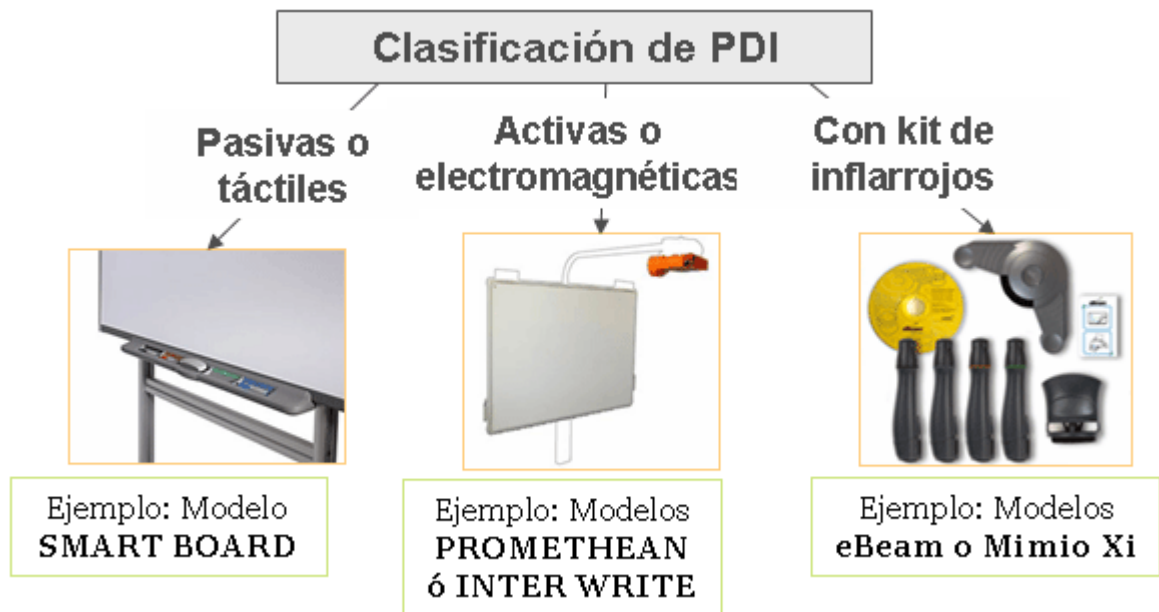 Clasificación de PDI
Pasivas o
táctiles
Activas o
electromagnéticas
Con kit de
inflarrojos
Ejemplo: Modelo
SMART BOARD
Ejemplo: Modelos
PROMETHEAN
ó INTER WRITE
Ejemplo: Modelos
eBeam o Mimio Xi